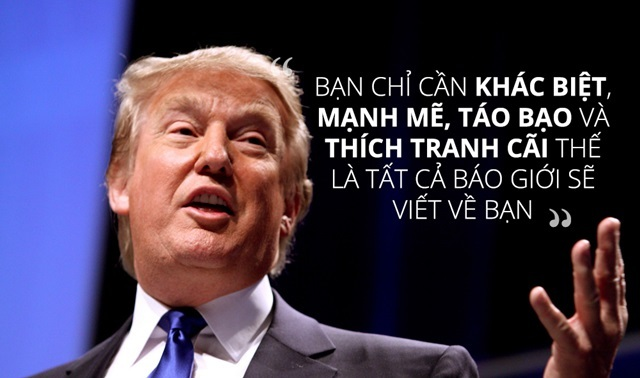 “
BẠN CHỈ CẦN KHÁC BIỆT,
MẠNH MẼ, TÁO BẠO VÀ
THÍCH TRANH CÃI THẾ
LÀ TẤT CẢ BÁO GIỚI SẼ
VIẾT VỀ BẠN ”